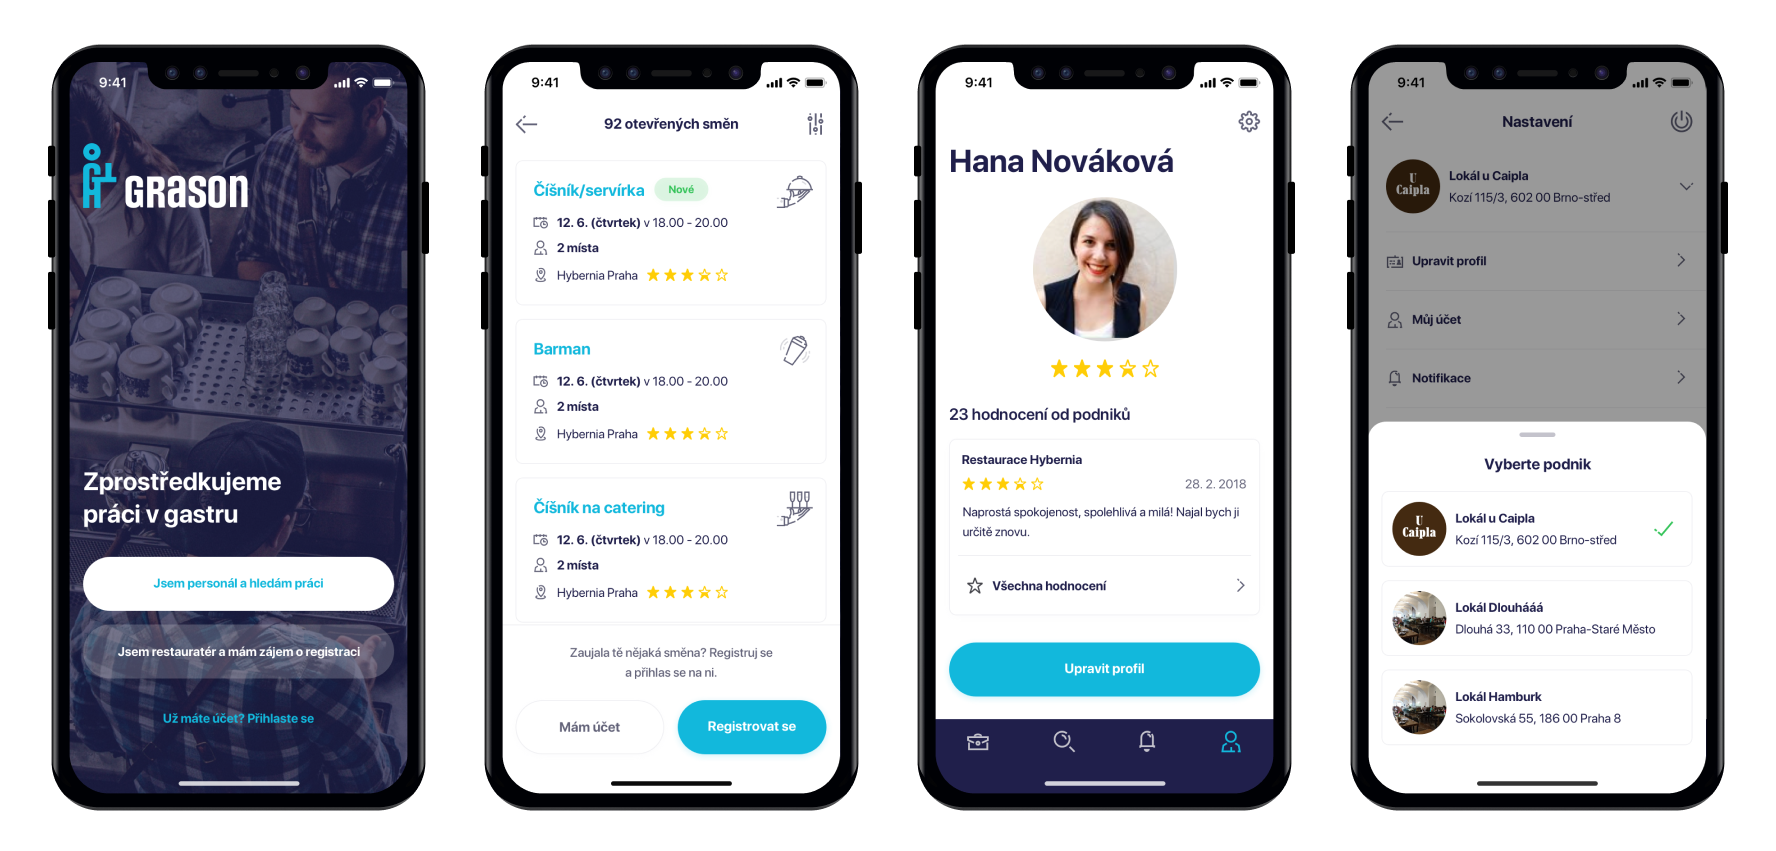 9:41
GRASON
Zprostředkujeme
práci v gastru
Jsem personál a hledám práci
Jsem restauratér a mám zájem o registraci
Už máte účet? Přihlaste se
9:41
92 otevřených směn
Číšník/servírka Nové
12. 6. (čtvrtek) v 18.00 - 20.00
2 místa
Hybernia Praha
Barman
12. 6. (čtvrtek) v 18.00 - 20.00
2 místa
Hybernia Praha
Číšník na catering
12. 6. (čtvrtek) v 18.00 - 20.00
2 místa
Hybernia Praha
Zaujala tě nějaká směna? Registruj se
a přihlas se na ni.
Mám účet Registrovat se
9:41
Hana Nováková
23 hodnocení od podniků
Restaurace Hybernia
28. 2. 2018
Naprostá spokojenost, spolehlivá a milá! Najal bych ji
určitě znovu.
Všechna hodnocení
Upravit profil
9:41
Nastavení
U
Caipla
Lokál u Caipla
Kozí 115/3, 602 00 Brno-střed
Upravit profil
Můj účet
Notifikace
Vyberte podnik
U
Caipla
Lokál u Caipla
Kozí 115/3, 602 00 Brno-střed
Lokál Dlouhááá
Dlouhá 33, 110 00 Praha-Staré Město
Lokál Hamburk
Sokolovská 55, 186 00 Praha 8